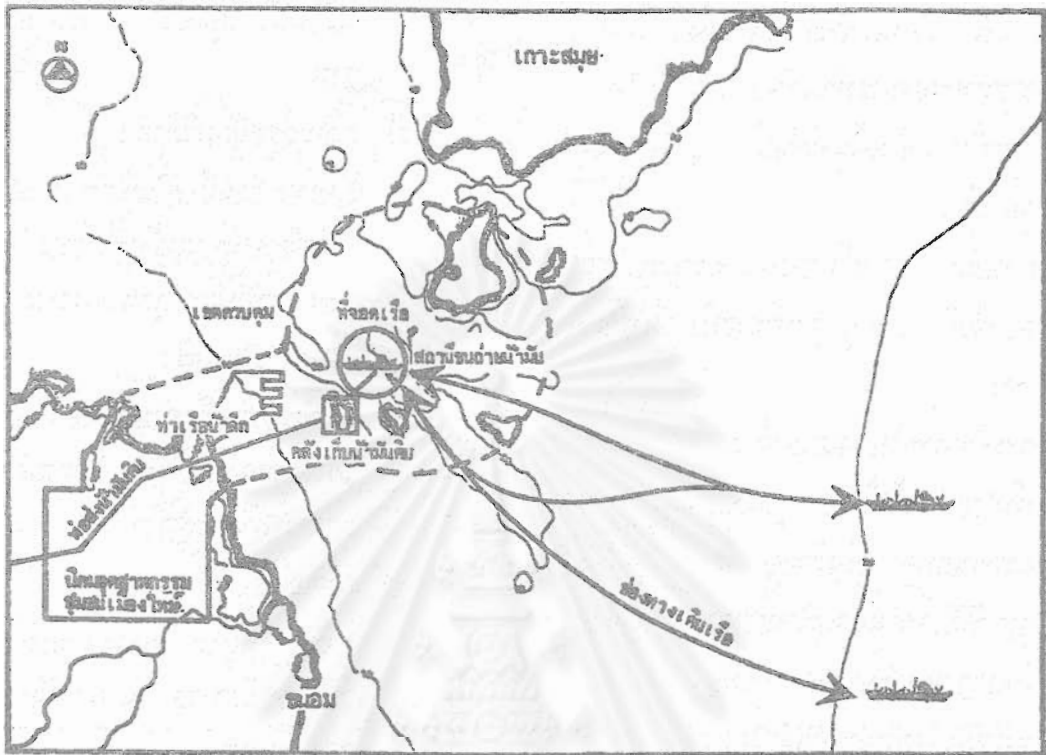 น
เกาะสมุย
เขตควบคุม
ที่จอดเรือ
สถานีขนถ่ายน้ำมัน
ท่าเรือน้ำลึก
คลังเก็บน้ำมันดิบ
ท่อส่งน้ำมันดิบ
นิคมอุตสาหกรรม
ชุมชนเมืองใหม่
ช่องทางเดินเรือ
ขนอม